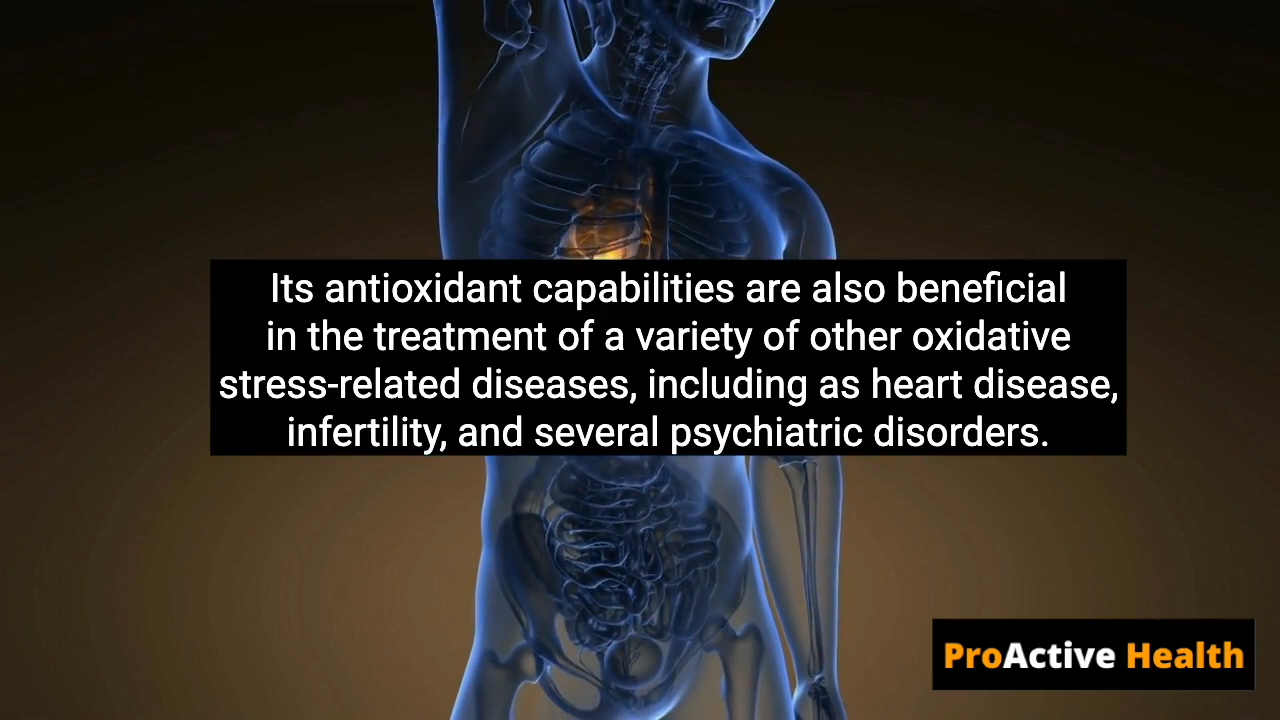 Its antioxidant capabilities are also beneficial
in the treatment of a variety of other oxidative
stress-related diseases, including as heart disease,
infertility, and several psychiatric disorders.
ProActive Health